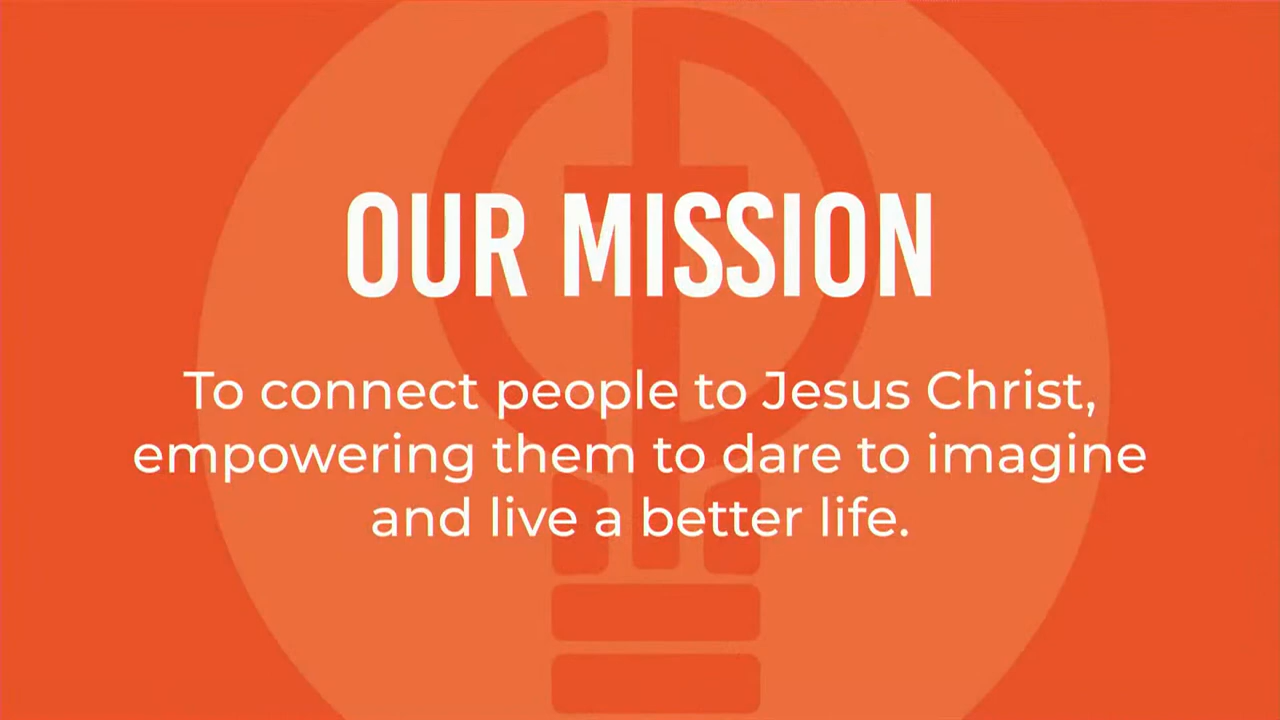 OUR MISSION
To connect people to Jesus Christ,
empowering them to dare to imagine
and live a better life.